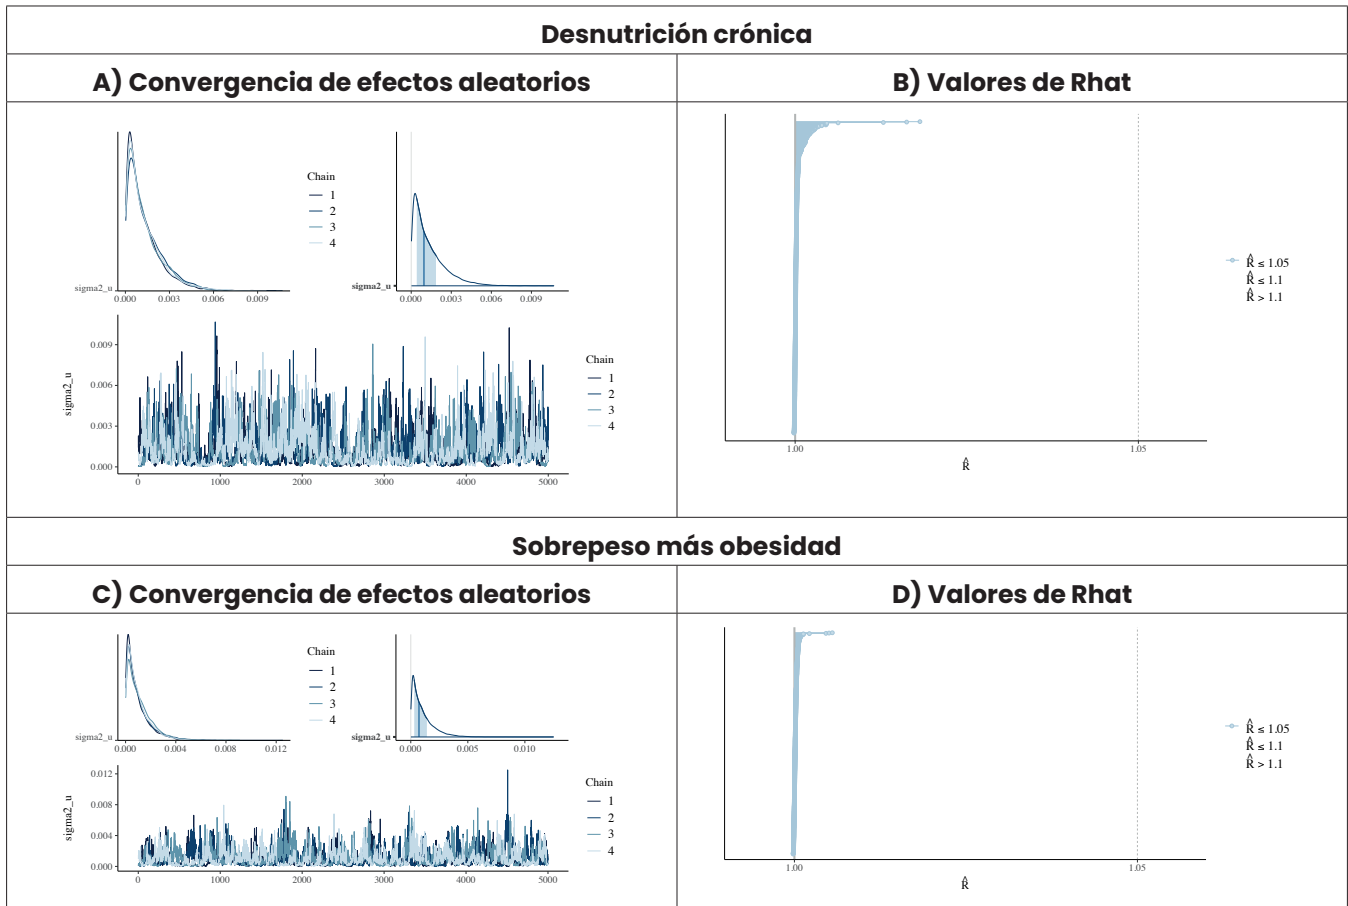 Desnutrición crónica
A) Convergencia de efectos aleatorios
B) Valores de Rhat
Chain
1
2
3
4
sigma2_u
0.000 0.003 0.006 0.009
sigma2_u
0.000 0.003 0.006 0.009
sigma2_u
0.009
0.006
0.003
0.000
0 1000 2000 3000 4000 5000
Chain
1
2
3
4
R̂ ≤ 1.05
R̂ ≤ 1.1
R̂ > 1.1
1.00 1.05
R̂
Sobrepeso más obesidad
C) Convergencia de efectos aleatorios
D) Valores de Rhat
Chain
1
2
3
4
sigma2_u
0.000 0.004 0.008 0.012
sigma2_u
0.000 0.005 0.010
sigma2_u
0.012
0.008
0.004
0.000
0 1000 2000 3000 4000 5000
Chain
1
2
3
4
R̂ ≤ 1.05
R̂ ≤ 1.1
R̂ > 1.1
1.00 1.05
R̂